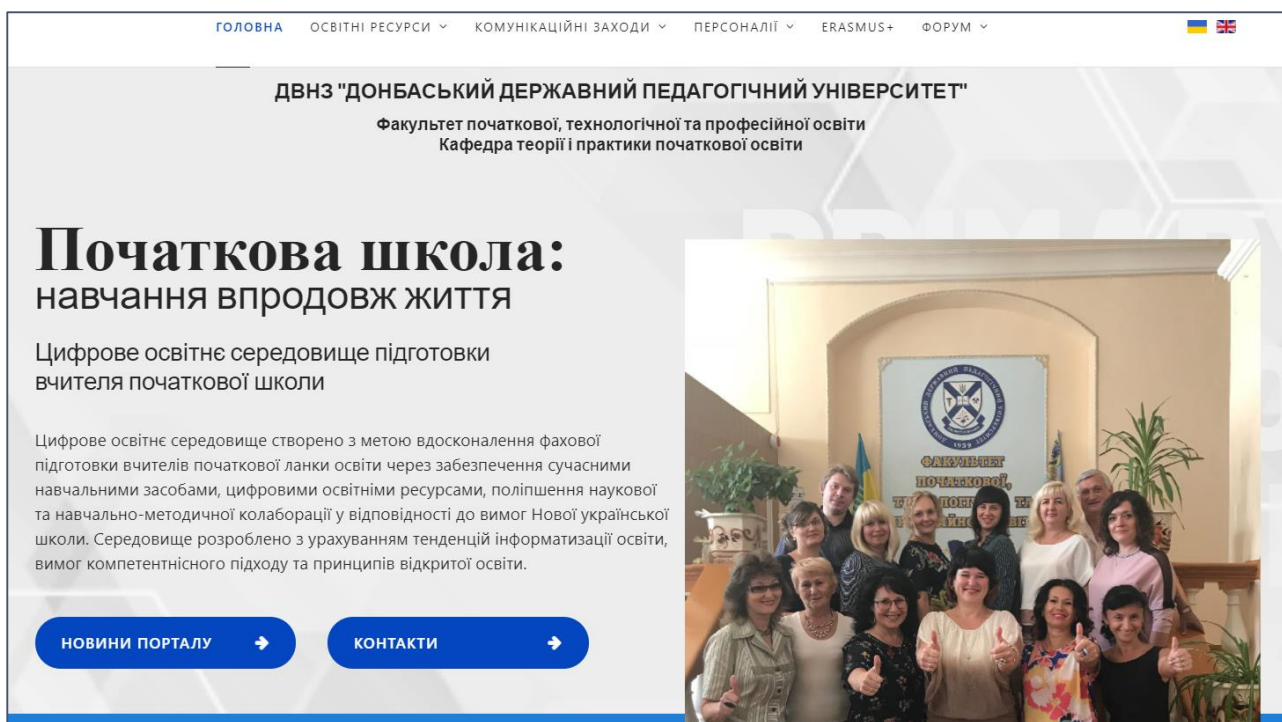 ГОЛОВНА ОСВІТНІ РЕСУРСИ КОМУНІКАЦІЙНІ ЗАХОДИ ПЕРСОНАЛІЇ ERASMUS+ ФОРУМ
ДВНЗ "ДОНБАСЬКИЙ ДЕРЖАВНИЙ ПЕДАГОГІЧНИЙ УНІВЕРСИТЕТ"
Факультет початкової, технологічної та професійної освіти
Кафедра теорії і практики початкової освіти
Початкова школа:
навчання впродовж життя
Цифрове освітнє середовище підготовки
вчителя початкової школи
Цифрове освітнє середовище створено з метою вдосконалення фахової
підготовки вчителів початкової ланки освіти через забезпечення сучасними
навчальними засобами, цифровими освітніми ресурсами, поліпшення наукової
та навчально-методичної колаборації у відповідності до вимог Нової української
школи. Середовище розроблено з урахуванням тенденцій інформатизації освіти,
вимог компетентнісного підходу та принципів відкритої освіти.
НОВИНИ ПОРТАЛУ
КОНТАКТИ
1939
ФАКУЛЬТЕТ
ПОЧАТКОВОЇ,